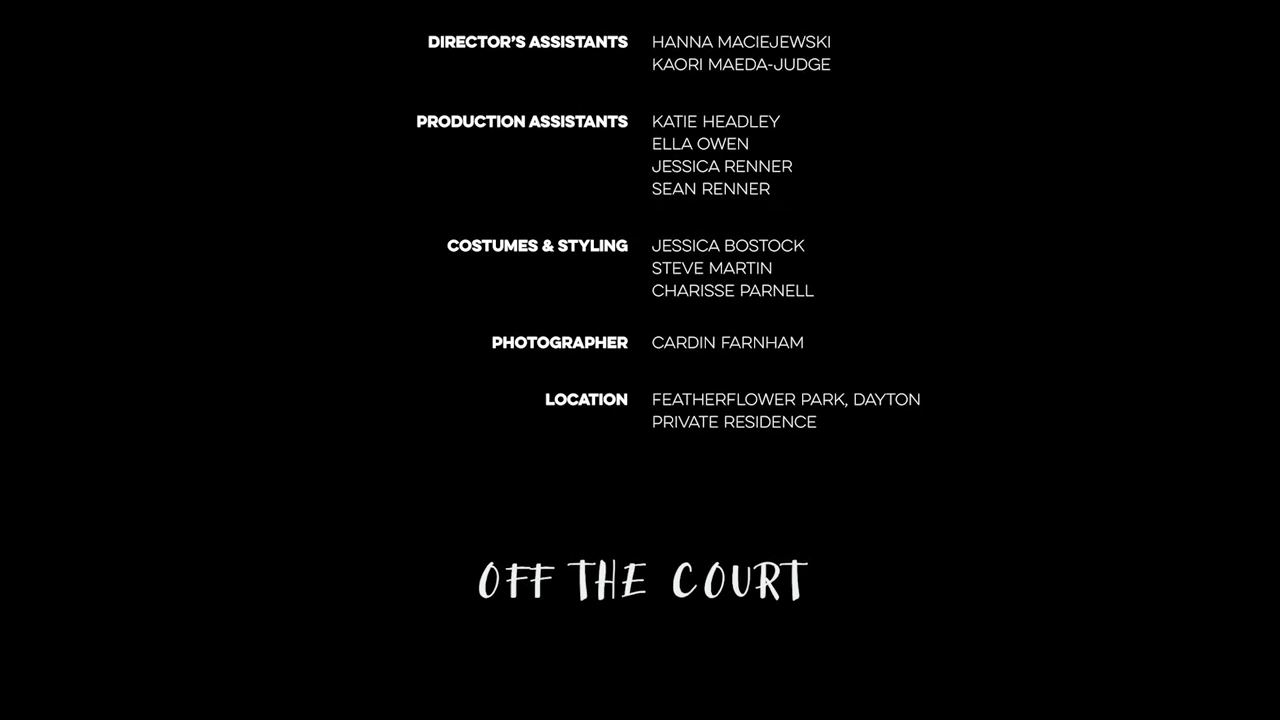 DIRECTOR'S ASSISTANTS HANNA MACIEJEWSKI
KAORI MAEDA-JUDGE
PRODUCTION ASSISTANTS KATIE HEADLEY
ELLA OWEN
JESSICA RENNER
SEAN RENNER
COSTUMES & STYLING JESSICA BOSTOCK
STEVE MARTIN
CHARISSE PARNELL
PHOTOGRAPHER CARDIN FARNHAM
LOCATION FEATHERFLOWER PARK, DAYTON
PRIVATE RESIDENCE
OFF THE COURT